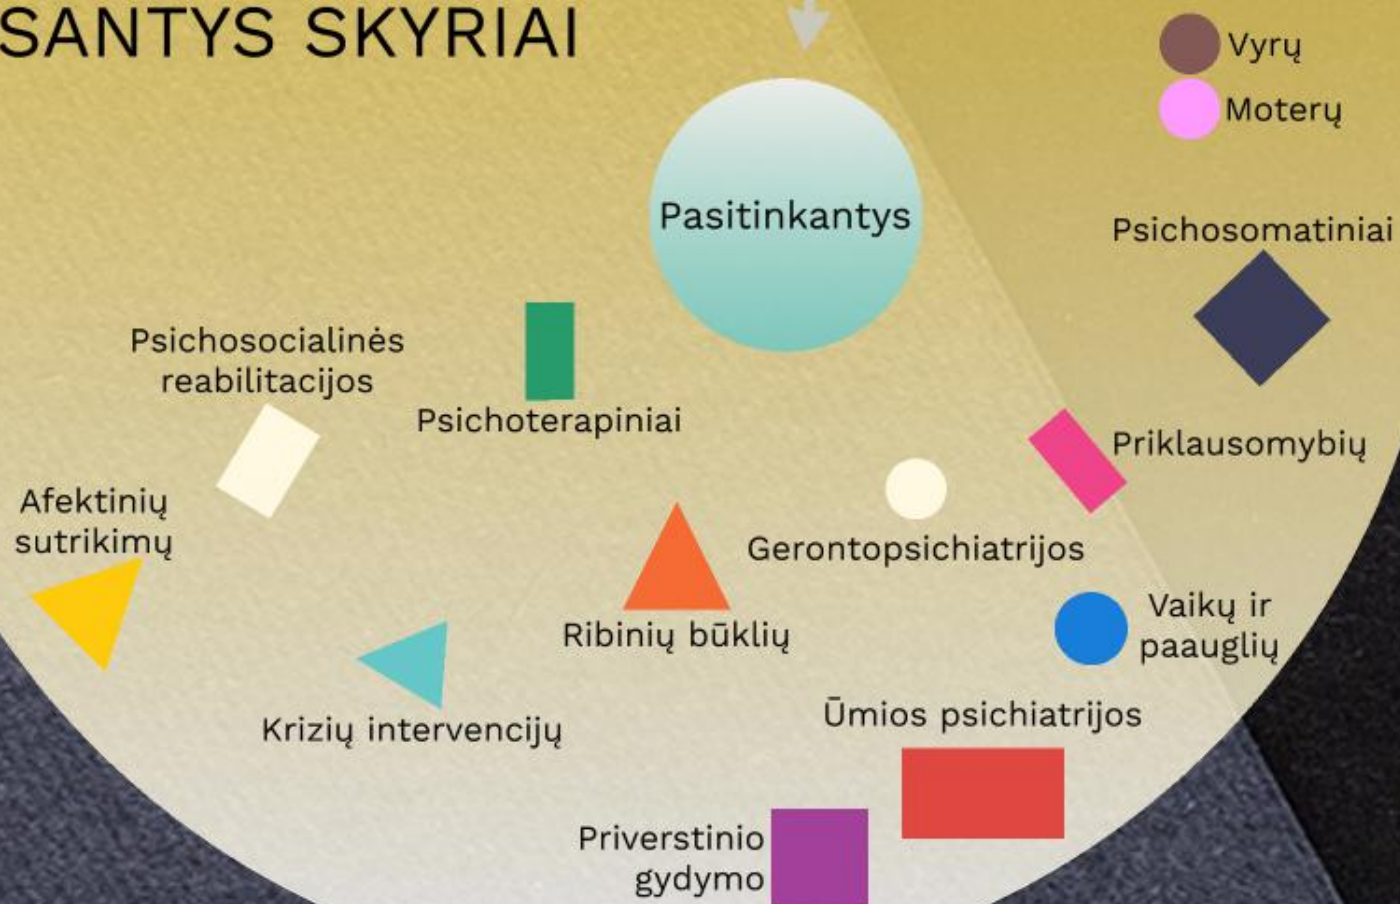 SANTYS SKYRIAI
Vyrų
Moterų
Pasitinkantys
Psichosomatiniai
Psichosocialinės
reabilitacijos
Psichoterapiniai
Priklausomybių
Afektinių
sutrikimų
Gerontopsichiatrijos
Ribinių būklių
Vaikų ir
paauglių
Krizių intervencijų
Ūmios psichiatrijos
Priverstinio
gydymo